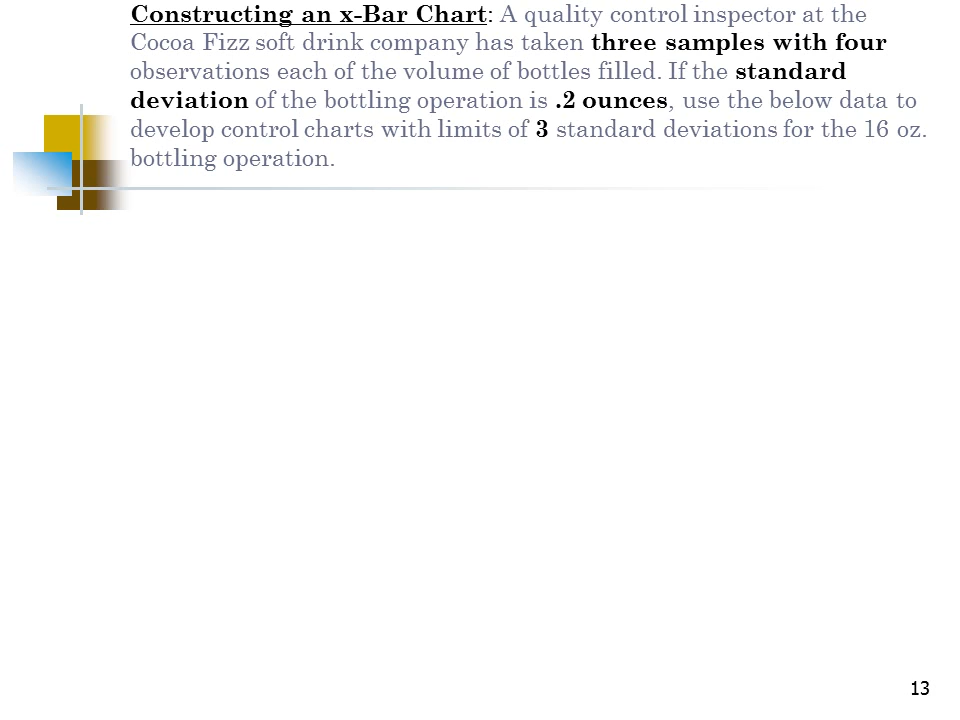 Constructing an x-Bar Chart: A quality control inspector at the
Cocoa Fizz soft drink company has taken three samples with four
observations each of the volume of bottles filled. If the standard
deviation of the bottling operation is .2 ounces, use the below data to
develop control charts with limits of 3 standard deviations for the 16 oz.
bottling operation.
13